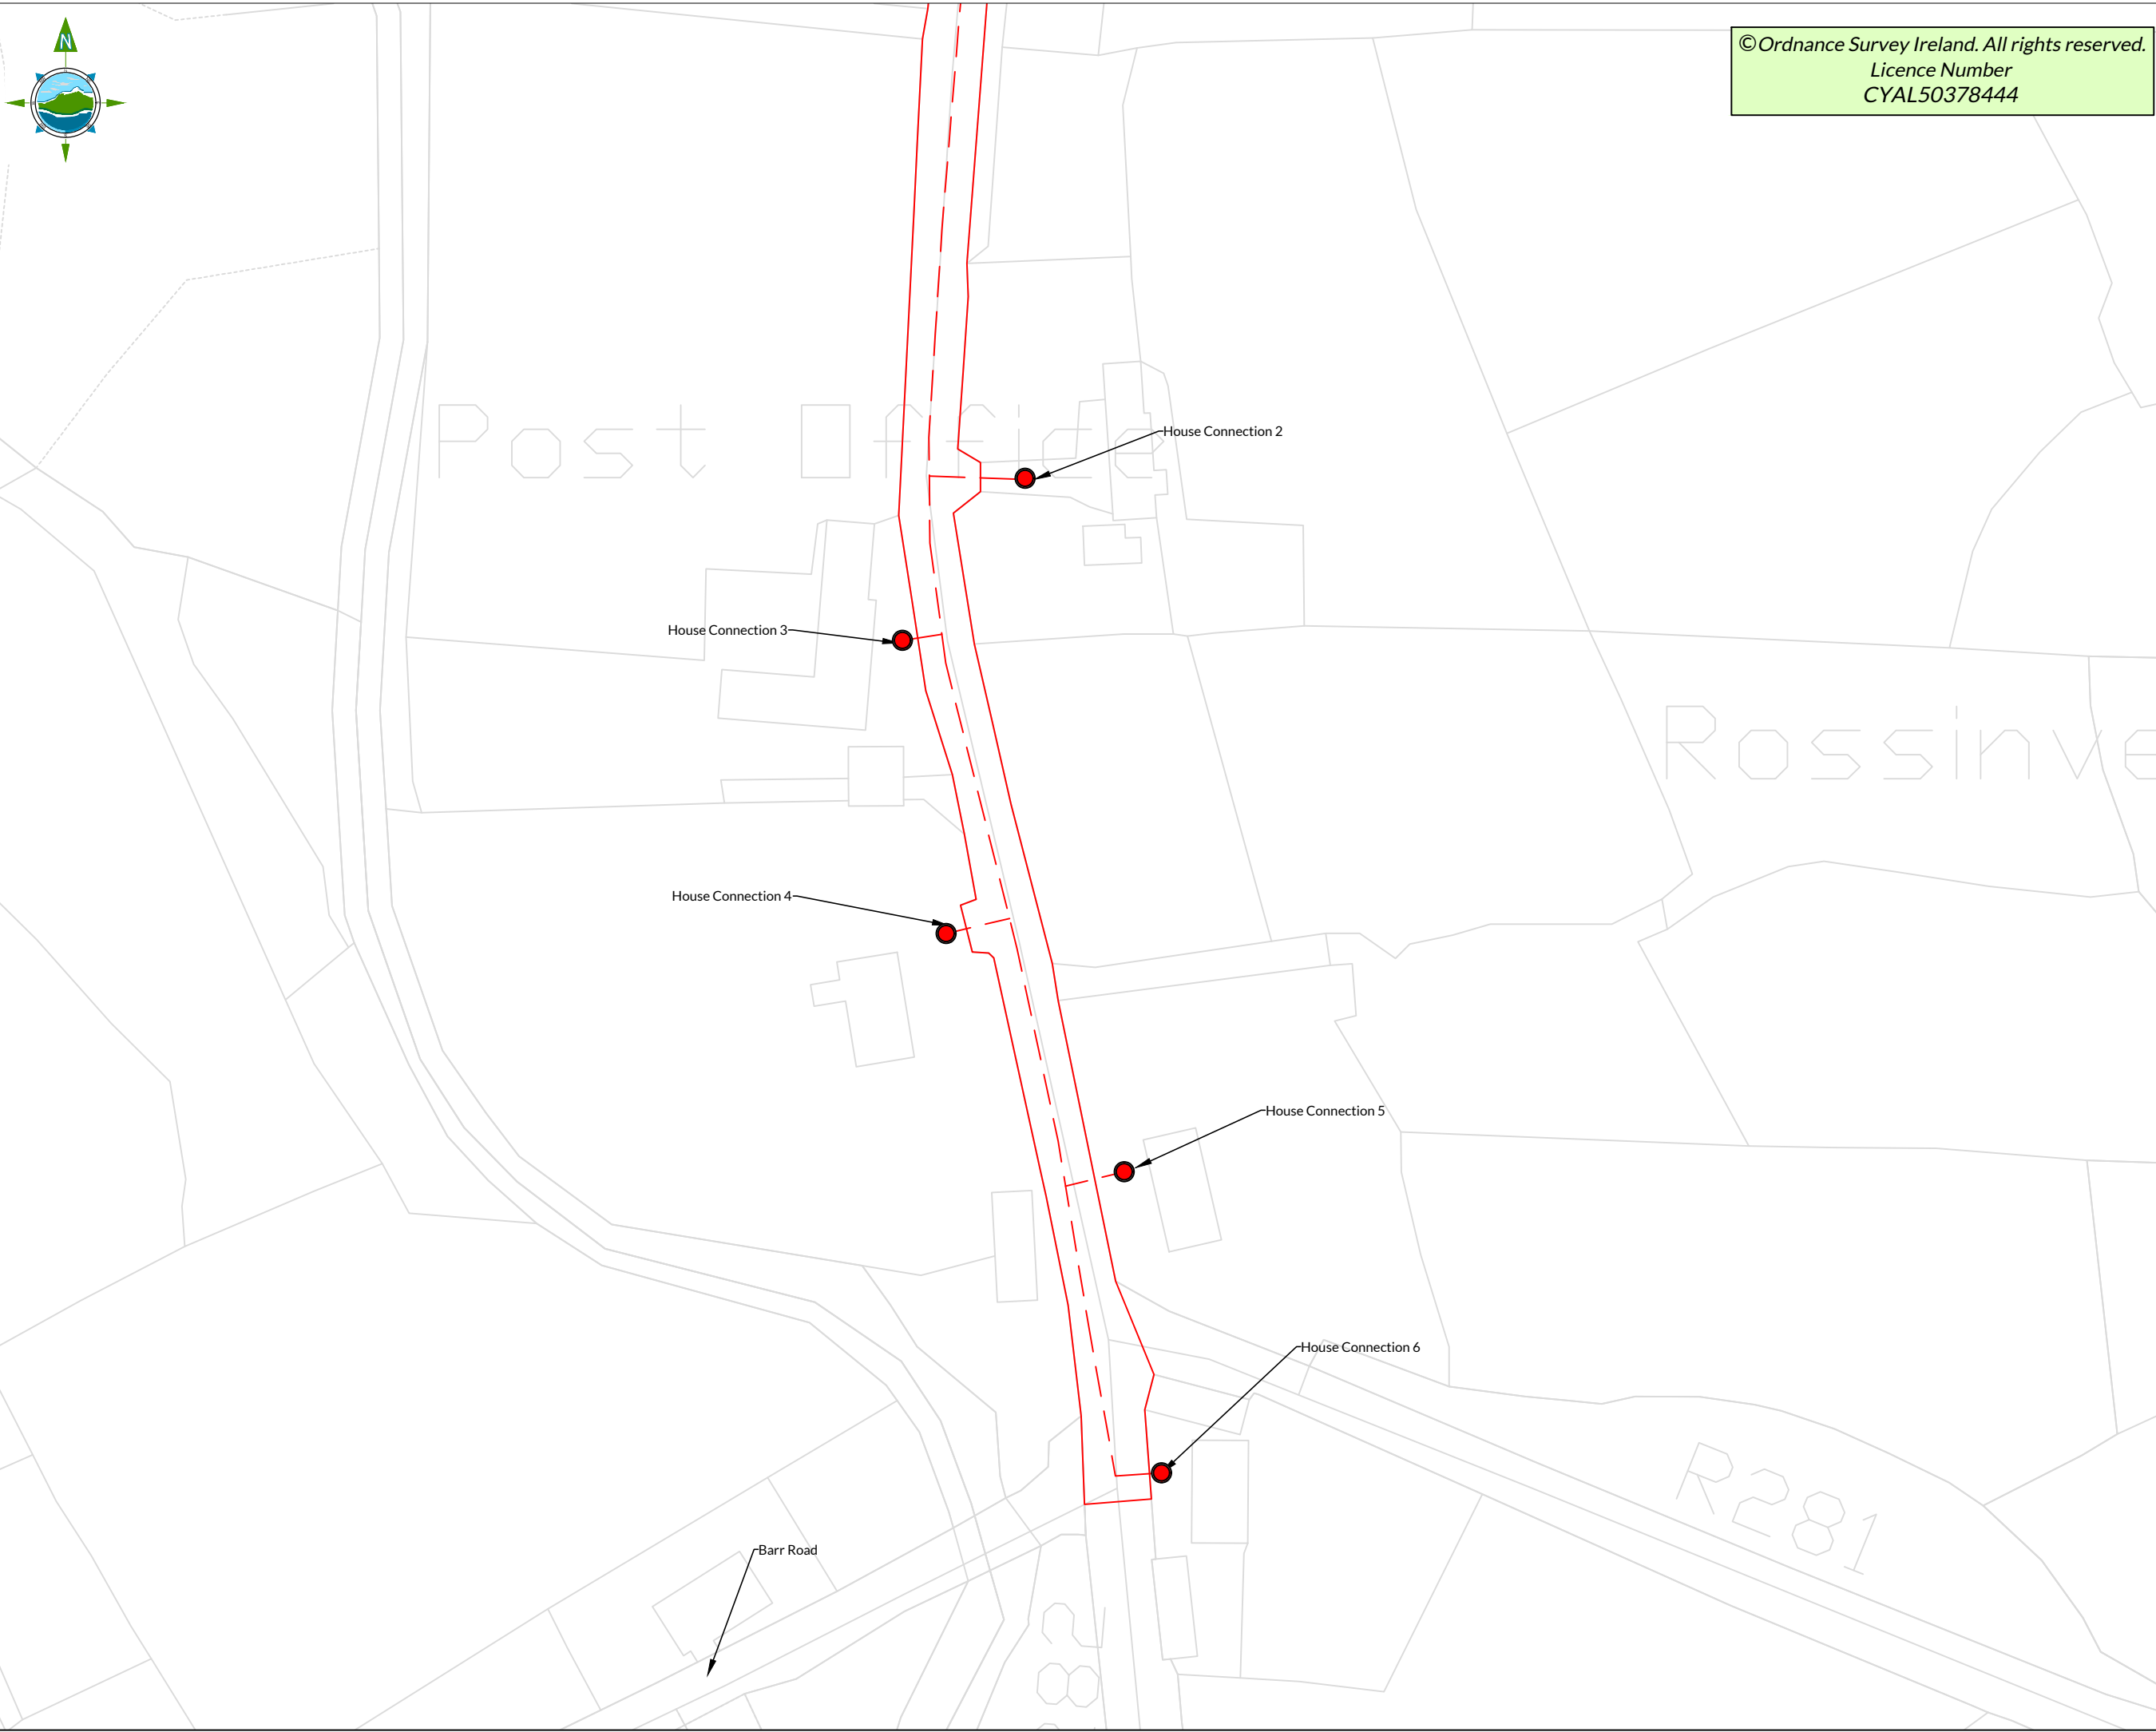 N
©Ordnance Survey Ireland. All rights reserved.
Licence Number
CYAL50378444
Post Office
House Connection 2
House Connection 3
Rossinve
House Connection 4
House Connection 5
House Connection 6
R281
Barr Road